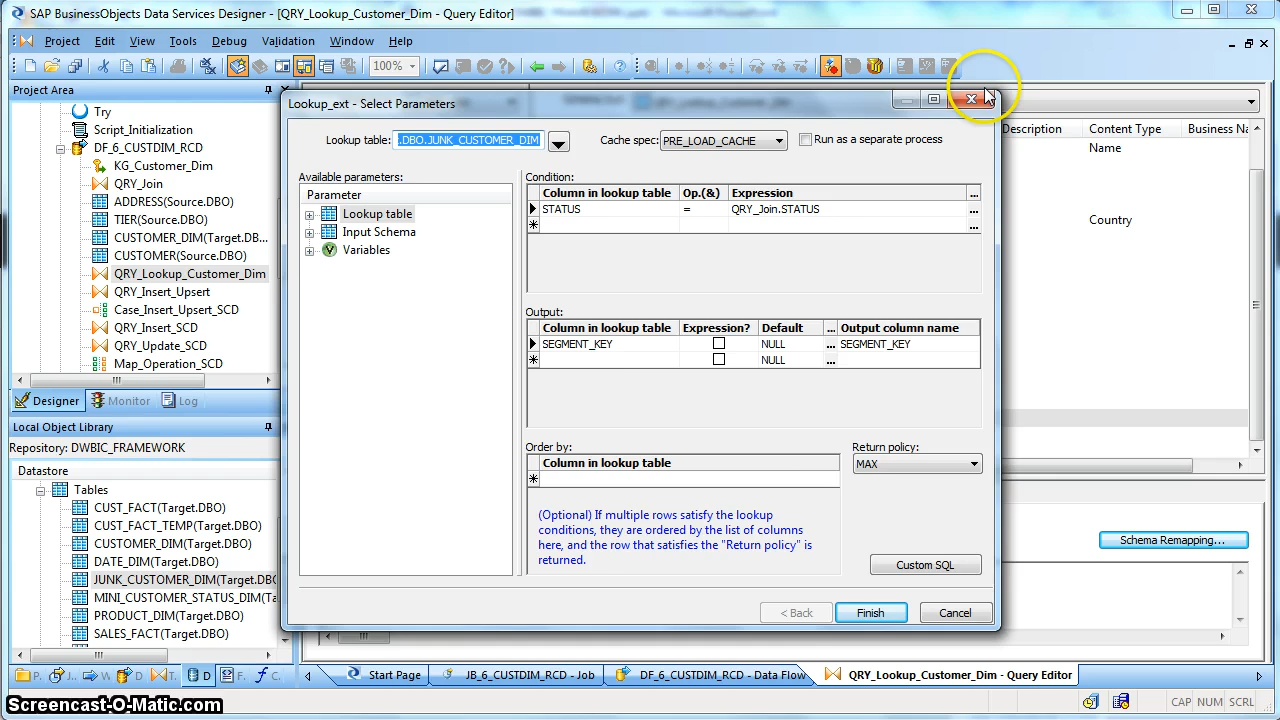 SAP BusinessObjects Data Services Designer - [QRY_Lookup_Customer_Dim - Query Editor]
Project Edit View Tools Debug Validation Window Help
100%
Project Area
Try
Script_Initialization
DF_6_CUSTDIM_RCD
KG_Customer_Dim
QRY_Join
ADDRESS(Source.DBO)
TIER(Source.DBO)
CUSTOMER_DIM(Target.DB...
CUSTOMER(Source.DBO)
QRY_Lookup_Customer_Dim
QRY_Insert_Upsert
Case_Insert_Upsert_SCD
QRY_Insert_SCD
QRY_Update_SCD
Map_Operation_SCD
Designer Monitor Log
Local Object Library
Repository: DWBIC_FRAMEWORK
Datastore
Tables
CUST_FACT(Target.DBO)
CUST_FACT_TEMP(Target.DBO)
CUSTOMER_DIM(Target.DBO)
DATE_DIM(Target.DBO)
JUNK_CUSTOMER_DIM(Target.DBO
MINI_CUSTOMER_STATUS_DIM(Ta
PRODUCT_DIM(Target.DBO)
SALES_FACT(Target.DBO)
P. J.. W. D. T.. D F. C.
Lookup_ext - Select Parameters
Lookup table: .DBO.JUNK_CUSTOMER_DIM Cache spec: PRE_LOAD_CACHE Run as a separate process
Available parameters:
Parameter
Lookup table
Input Schema
Variables
Condition:
Column in lookup table Op.(&) Expression ...
STATUS = QRY_Join.STATUS ...
...
Output:
Column in lookup table Expression? Default ... Output column name
SEGMENT_KEY NULL ... SEGMENT_KEY
NULL ...
Order by:
Column in lookup table
Return policy:
MAX
(Optional) If multiple rows satisfy the lookup
conditions, they are ordered by the list of columns
here, and the row that satisfies the "Return policy" is
returned.
Custom SQL
< Back Finish Cancel
Description Content Type Business
Name
Country
Schema Remapping...
Start Page JB_6_CUSTDIM_RCD - Job DF_6_CUSTDIM_RCD - Data Flow QRY_Lookup_Customer_Dim - Query Editor
CAP NUM SCRL
Screencast-O-Matic.com